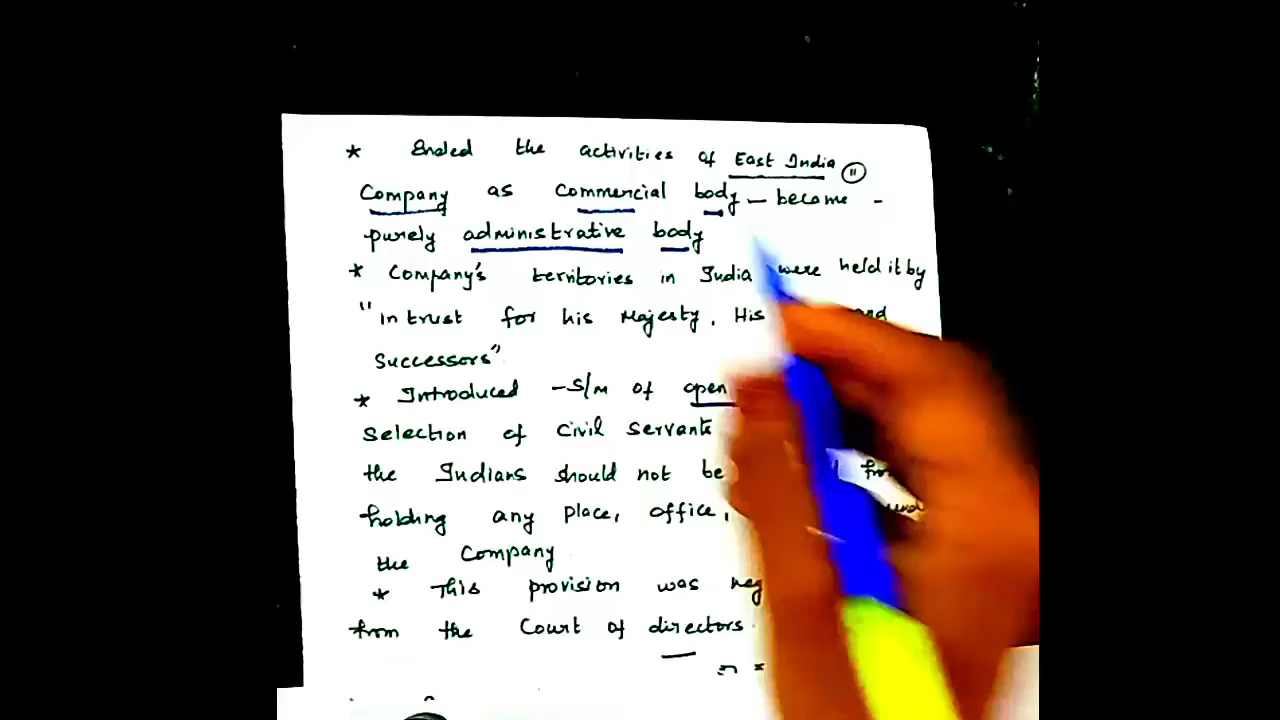 * Ended the activities of East India
11
Company as Commercial body - became -
purely administrative body
* Company's territories in India were held it by
"in trust for his Majesty, His
Successors"
* Introduced - S/m of open
Selection of civil servants
the Indians should not be
holding any place, office,
the Company
* This provision was
from the Court of directors